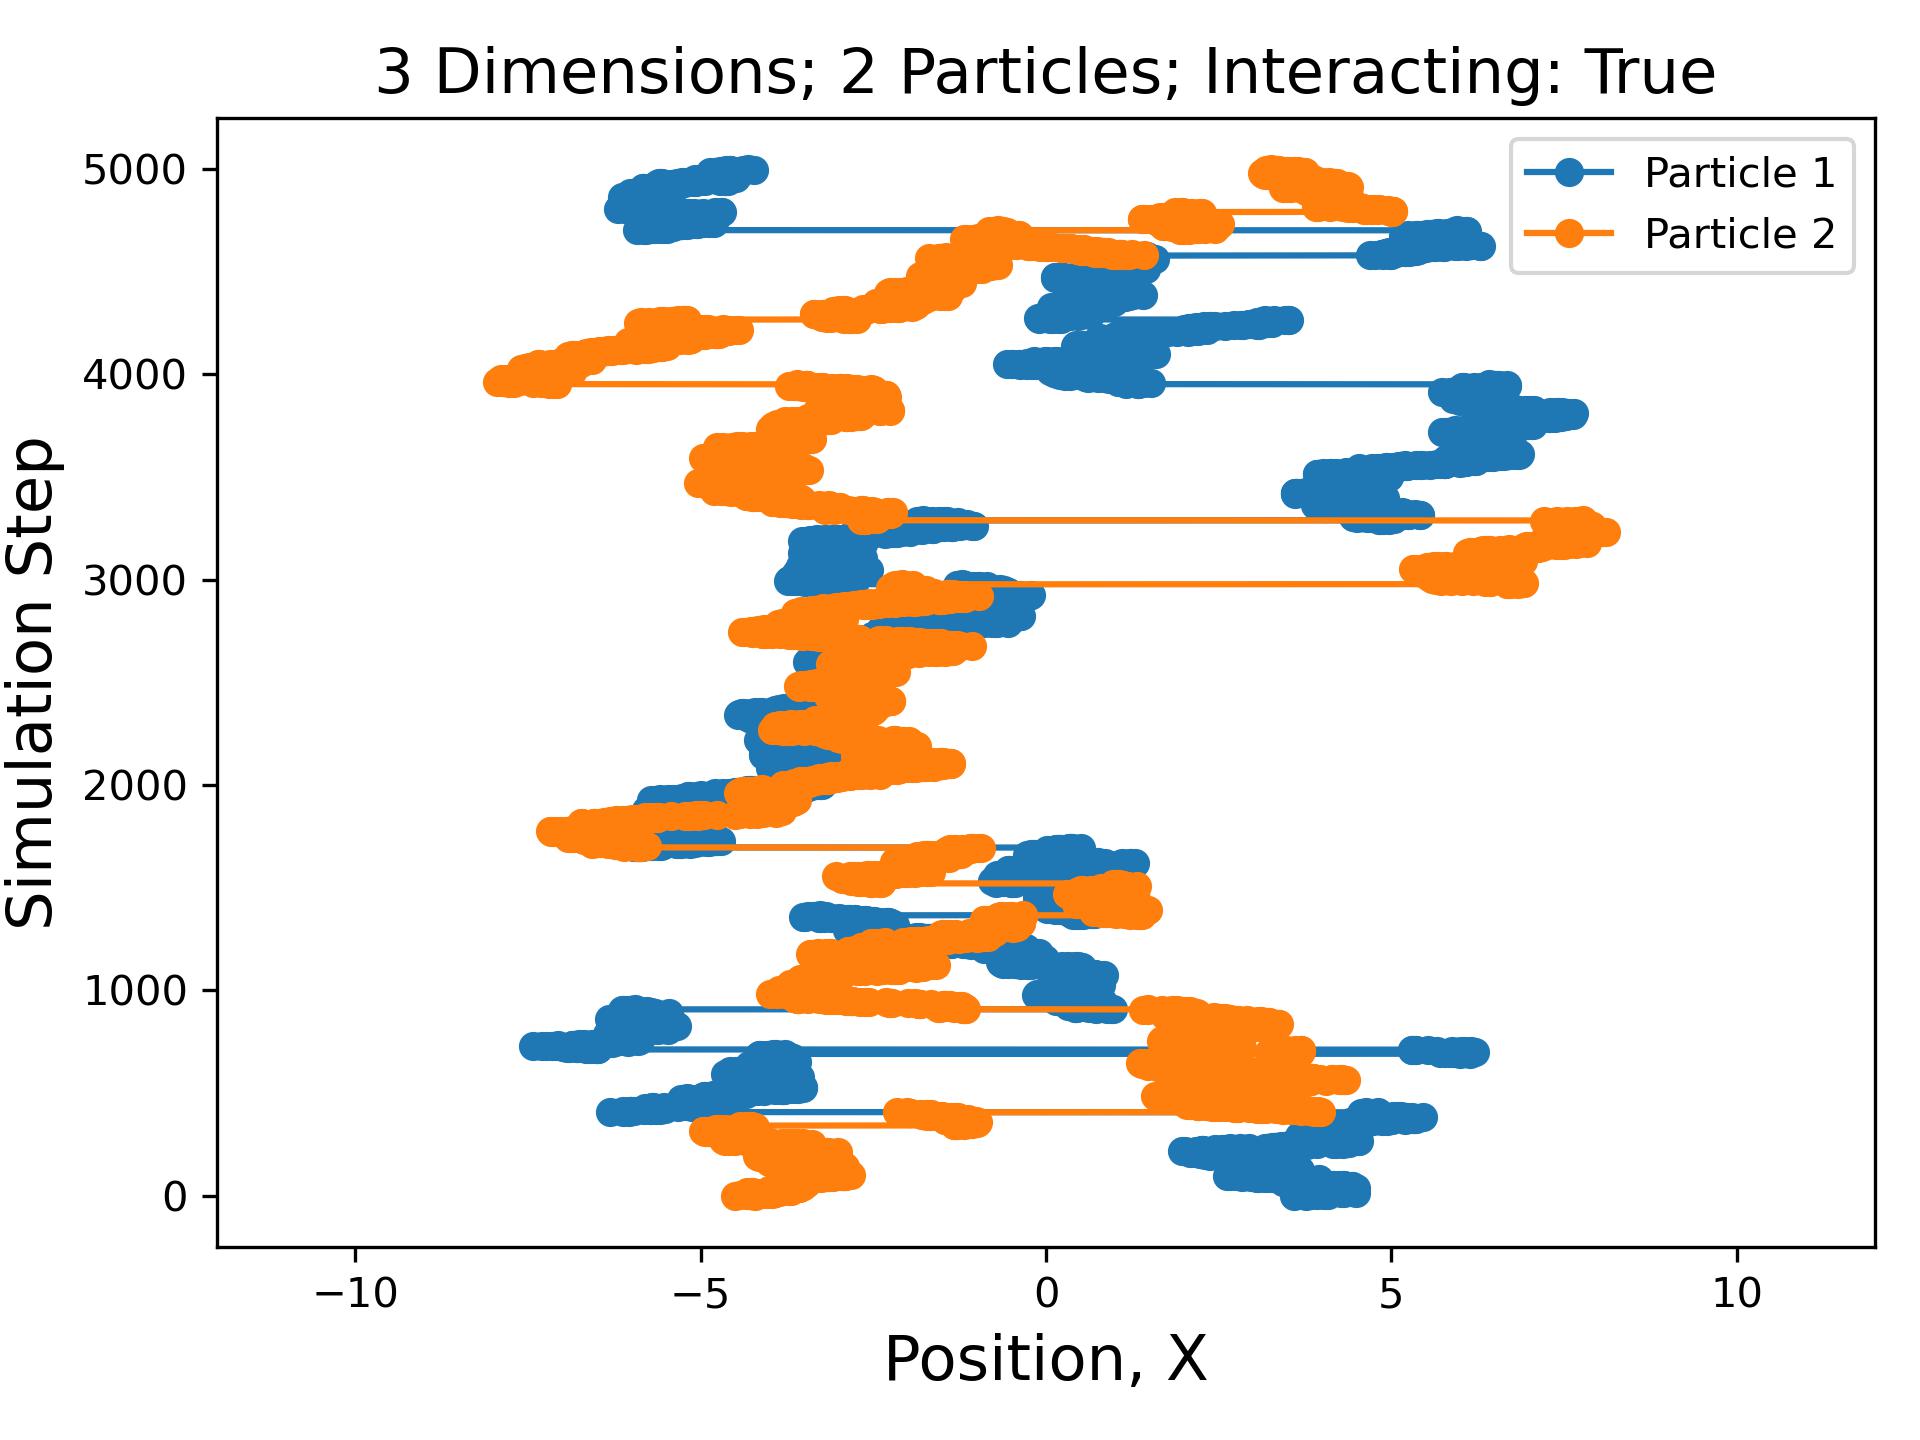 3 Dimensions; 2 Particles; Interacting: True
Particle 1
Particle 2
Simulation Step
5000
4000
3000
2000
1000
0
−10
−5
0
5
10
Position, X